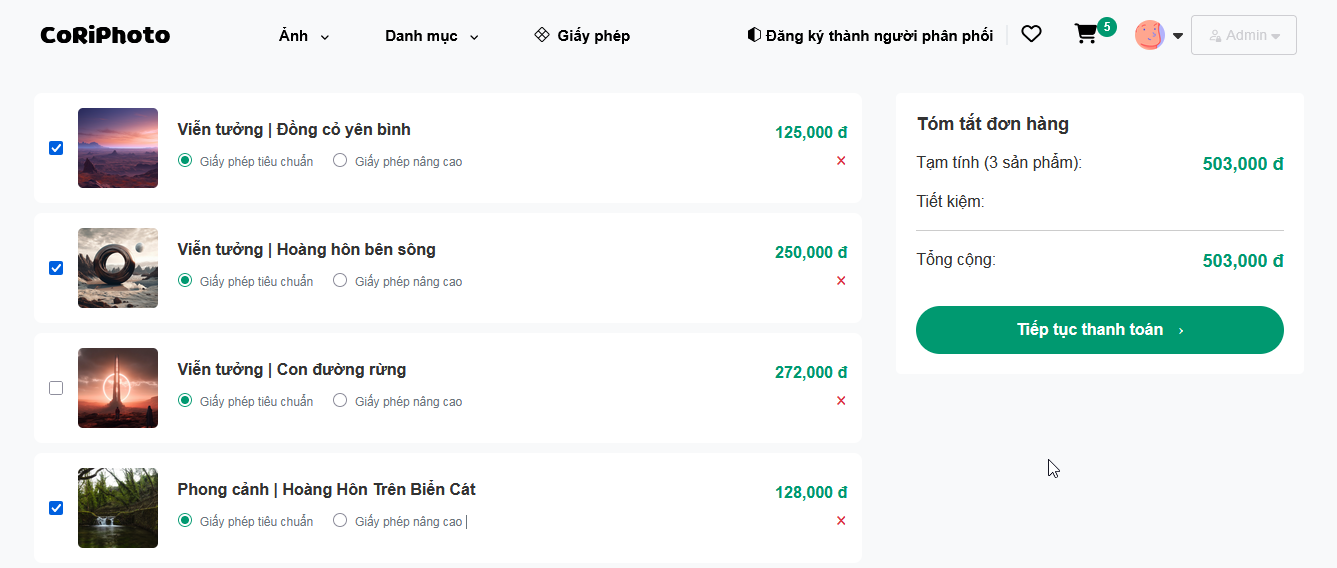 CoRiPhoto
Ảnh
Danh mục
Giấy phép
Đăng ký thành người phân phối
5
Admin
Viễn tưởng | Đồng cỏ yên bình
125,000 đ
Giấy phép tiêu chuẩn
Giấy phép nâng cao
Viễn tưởng | Hoàng hôn bên sông
250,000 đ
Giấy phép tiêu chuẩn
Giấy phép nâng cao
Viễn tưởng | Con đường rừng
272,000 đ
Giấy phép tiêu chuẩn
Giấy phép nâng cao
Phong cảnh | Hoàng Hôn Trên Biển Cát
128,000 đ
Giấy phép tiêu chuẩn
Giấy phép nâng cao
Tóm tắt đơn hàng
Tạm tính (3 sản phẩm):
503,000 đ
Tiết kiệm:
Tổng cộng:
503,000 đ
Tiếp tục thanh toán ›